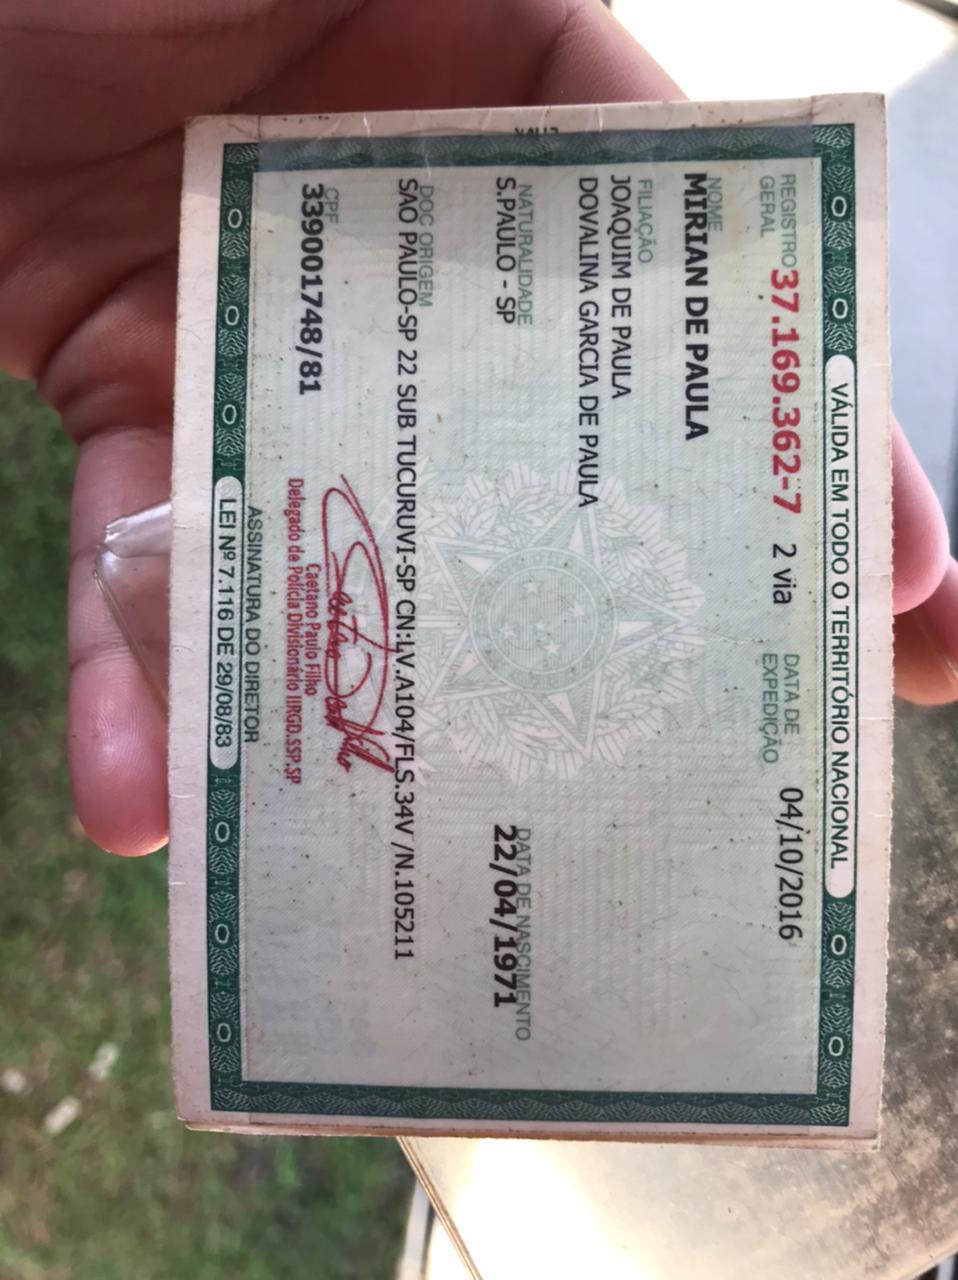 VÁLIDA EM TODO O TERRITÓRIO NACIONAL
REGISTRO GERAL 37.169.362-7 2 via DATA DE EXPEDIÇÃO 04/10/2016
NOME
MIRIAN DE PAULA
FILIAÇÃO
JOAQUIM DE PAULA
DOVALINA GARCIA DE PAULA
NATURALIDADE DATA DE NASCIMENTO
S.PAULO - SP 22/04/1971
DOC ORIGEM
SAO PAULO-SP 22 SUB TUCURUVI-SP CN:LV.A104/FLS.34V /N.105211
CPF
339001748/81
Caetano Paulo Filho
Delegado de Polícia Divisionário IIRGD.SSP.SP
ASSINATURA DO DIRETOR
LEI Nº 7.116 DE 29/08/83